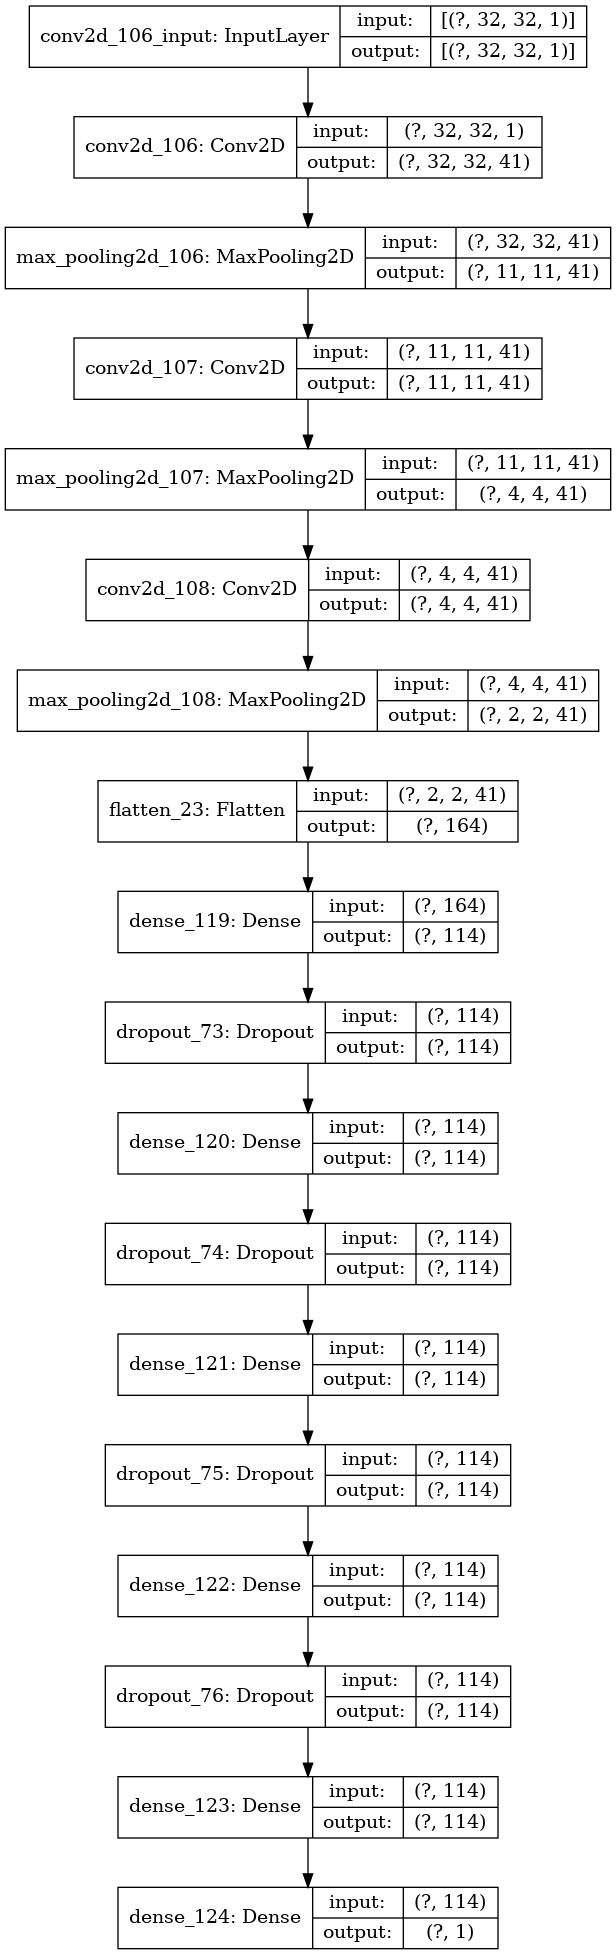 conv2d_106_input: InputLayer
input: [(?, 32, 32, 1)]
output: [(?, 32, 32, 1)]
conv2d_106: Conv2D
input: (?, 32, 32, 1)
output: (?, 32, 32, 41)
max_pooling2d_106: MaxPooling2D
input: (?, 32, 32, 41)
output: (?, 11, 11, 41)
conv2d_107: Conv2D
input: (?, 11, 11, 41)
output: (?, 11, 11, 41)
max_pooling2d_107: MaxPooling2D
input: (?, 11, 11, 41)
output: (?, 4, 4, 41)
conv2d_108: Conv2D
input: (?, 4, 4, 41)
output: (?, 4, 4, 41)
max_pooling2d_108: MaxPooling2D
input: (?, 4, 4, 41)
output: (?, 2, 2, 41)
flatten_23: Flatten
input: (?, 2, 2, 41)
output: (?, 164)
dense_119: Dense
input: (?, 164)
output: (?, 114)
dropout_73: Dropout
input: (?, 114)
output: (?, 114)
dense_120: Dense
input: (?, 114)
output: (?, 114)
dropout_74: Dropout
input: (?, 114)
output: (?, 114)
dense_121: Dense
input: (?, 114)
output: (?, 114)
dropout_75: Dropout
input: (?, 114)
output: (?, 114)
dense_122: Dense
input: (?, 114)
output: (?, 114)
dropout_76: Dropout
input: (?, 114)
output: (?, 114)
dense_123: Dense
input: (?, 114)
output: (?, 114)
dense_124: Dense
input: (?, 114)
output: (?, 1)